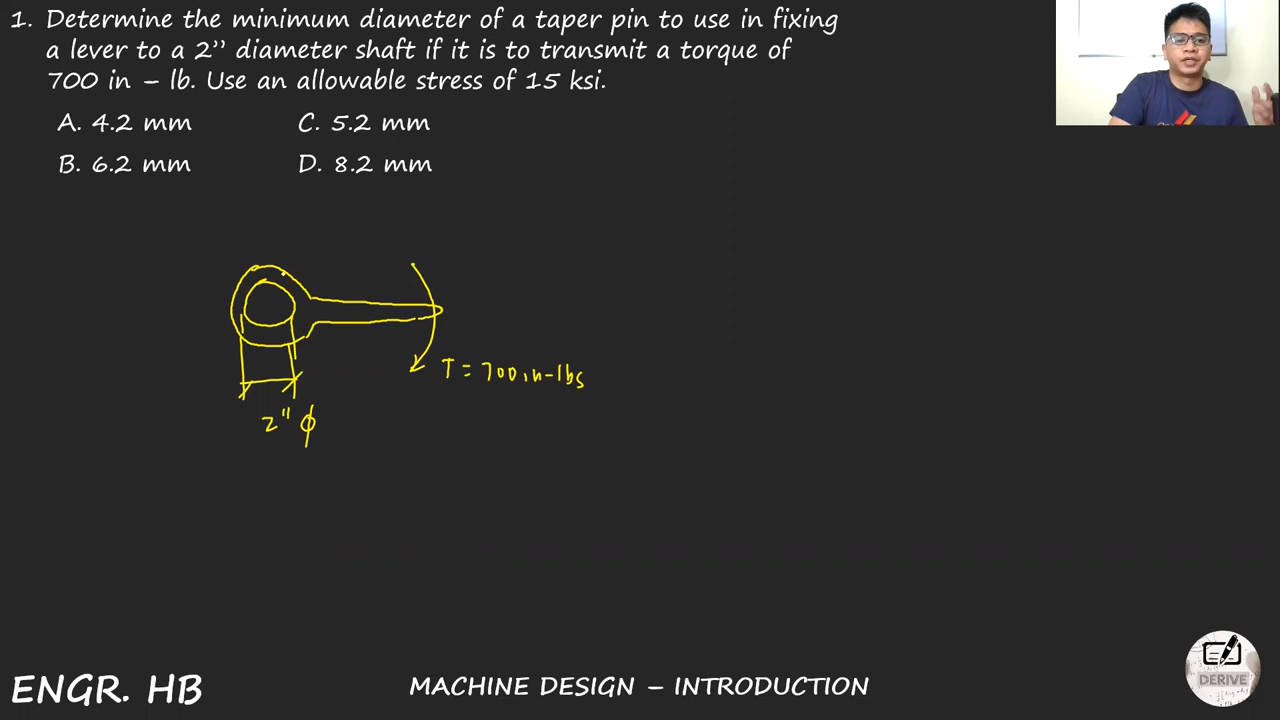 1. Determine the minimum diameter of a taper pin to use in fixing
a lever to a 2” diameter shaft if it is to transmit a torque of
700 in – lb. Use an allowable stress of 15 ksi.
A. 4.2 mm C. 5.2 mm
B. 6.2 mm D. 8.2 mm
T = 700 in-lbs
2" ϕ
DERIVE
ENGR. HB MACHINE DESIGN – INTRODUCTION